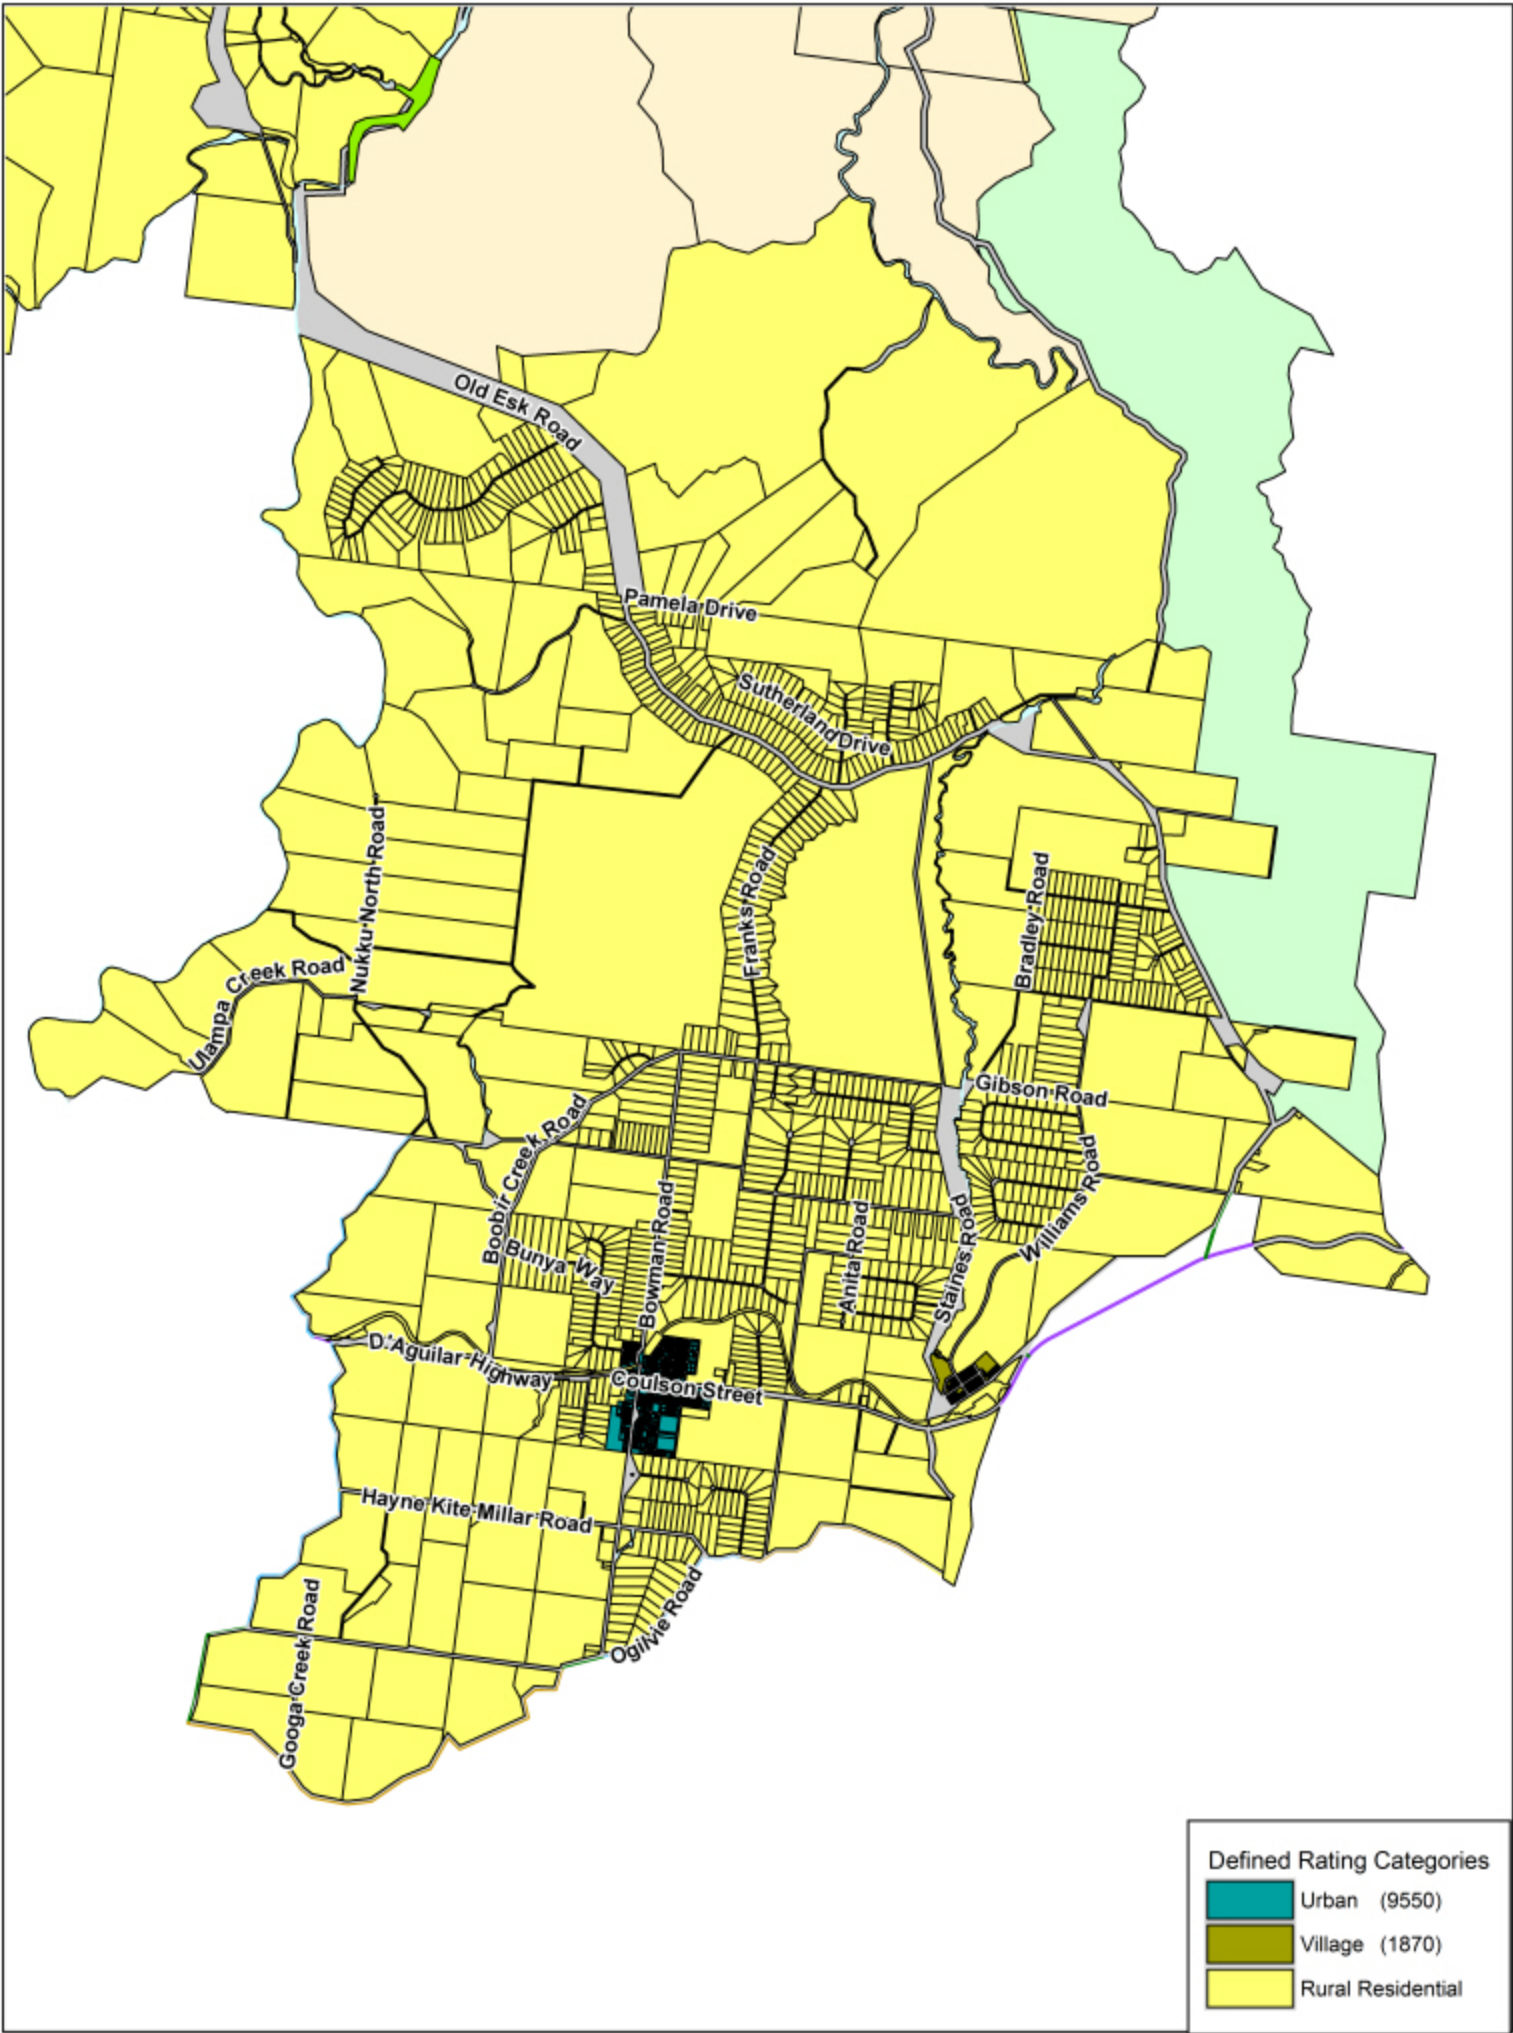 Old Esk Road
Pamela Drive
Sutherland Drive
Nukku North Road
Franks Road
Bradley Road
Ulampa Creek Road
Gibson Road
Boobir Creek Road
Williams Road
Bowman Road
Anita Road
Staines Road
Bunya Way
D'Aguilar Highway
Coulson Street
Hayne Kite Millar Road
Ogilvie Road
Googa Creek Road
Defined Rating Categories
Urban (9550)
Village (1870)
Rural Residential